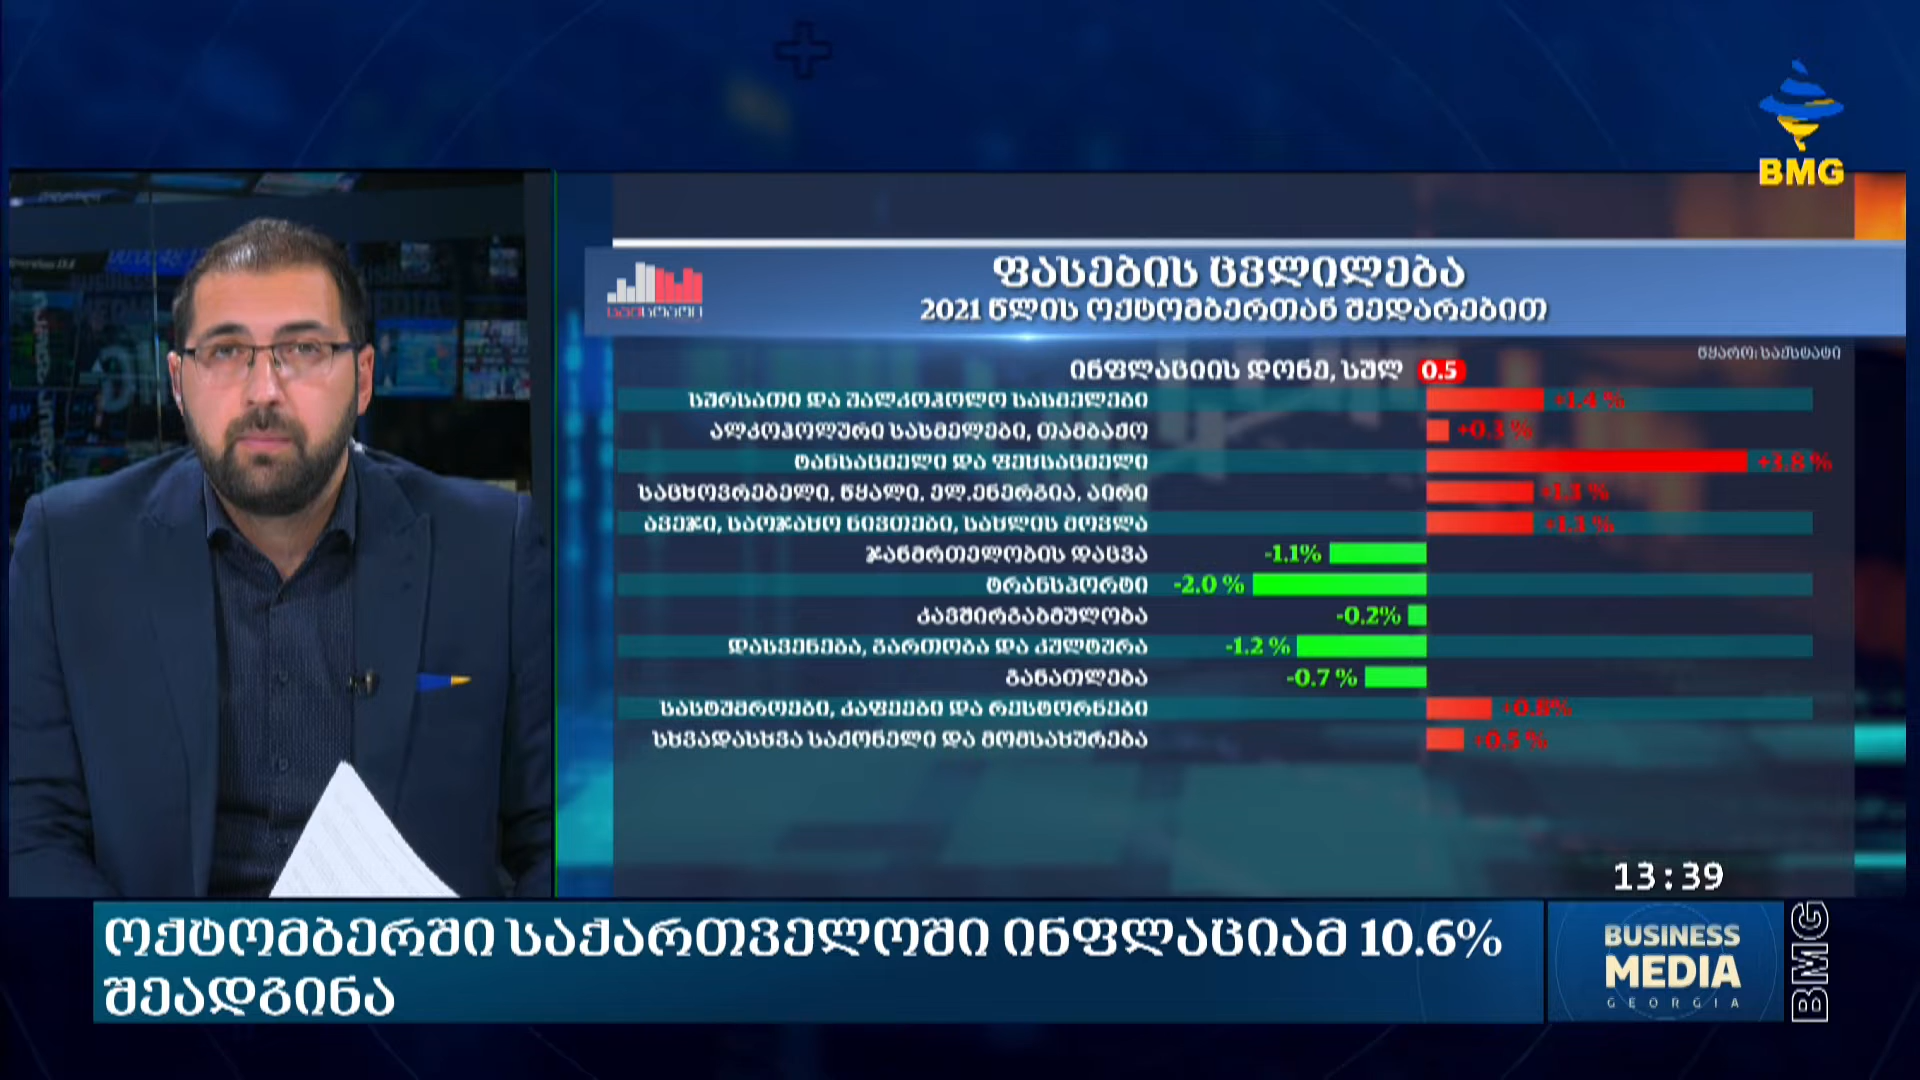 BMG
ფასების ცვლილება
2021 წლის ოქტომბერთან შედარებით
საქსტატი
წყარო: საქსტატი
ინფლაციის დონე, სულ 0.5
სურსათი და უალკოჰოლო სასმელები +1.4 %
ალკოჰოლური სასმელები, თამბაქო +0.3 %
ტანსაცმელი და ფეხსაცმელი +3.8 %
საცხოვრებელი, წყალი, ელ.ენერგია, აირი +1.3 %
ავეჯი, საოჯახო ნივთები, სახლის მოვლა +1.3 %
ჯანმრთელობის დაცვა -1.1%
ტრანსპორტი -2.0 %
კავშირგაბმულობა -0.2%
დასვენება, გართობა და კულტურა -1.2 %
განათლება -0.7 %
სასტუმროები, კაფეები და რესტორნები +0.8%
სხვადასხვა საქონელი და მომსახურება +0.5 %
13:39
ოქტომბერში საქართველოში ინფლაციამ 10.6%
შეადგინა
BUSINESS
MEDIA
GEORGIA
BMG